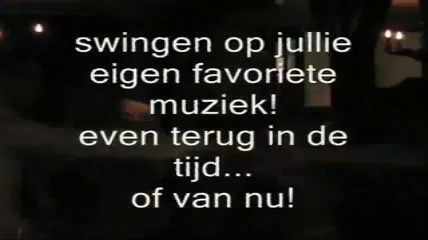 swingen op jullie
eigen favoriete
muziek!
even terug in de
tijd...
of van nu!